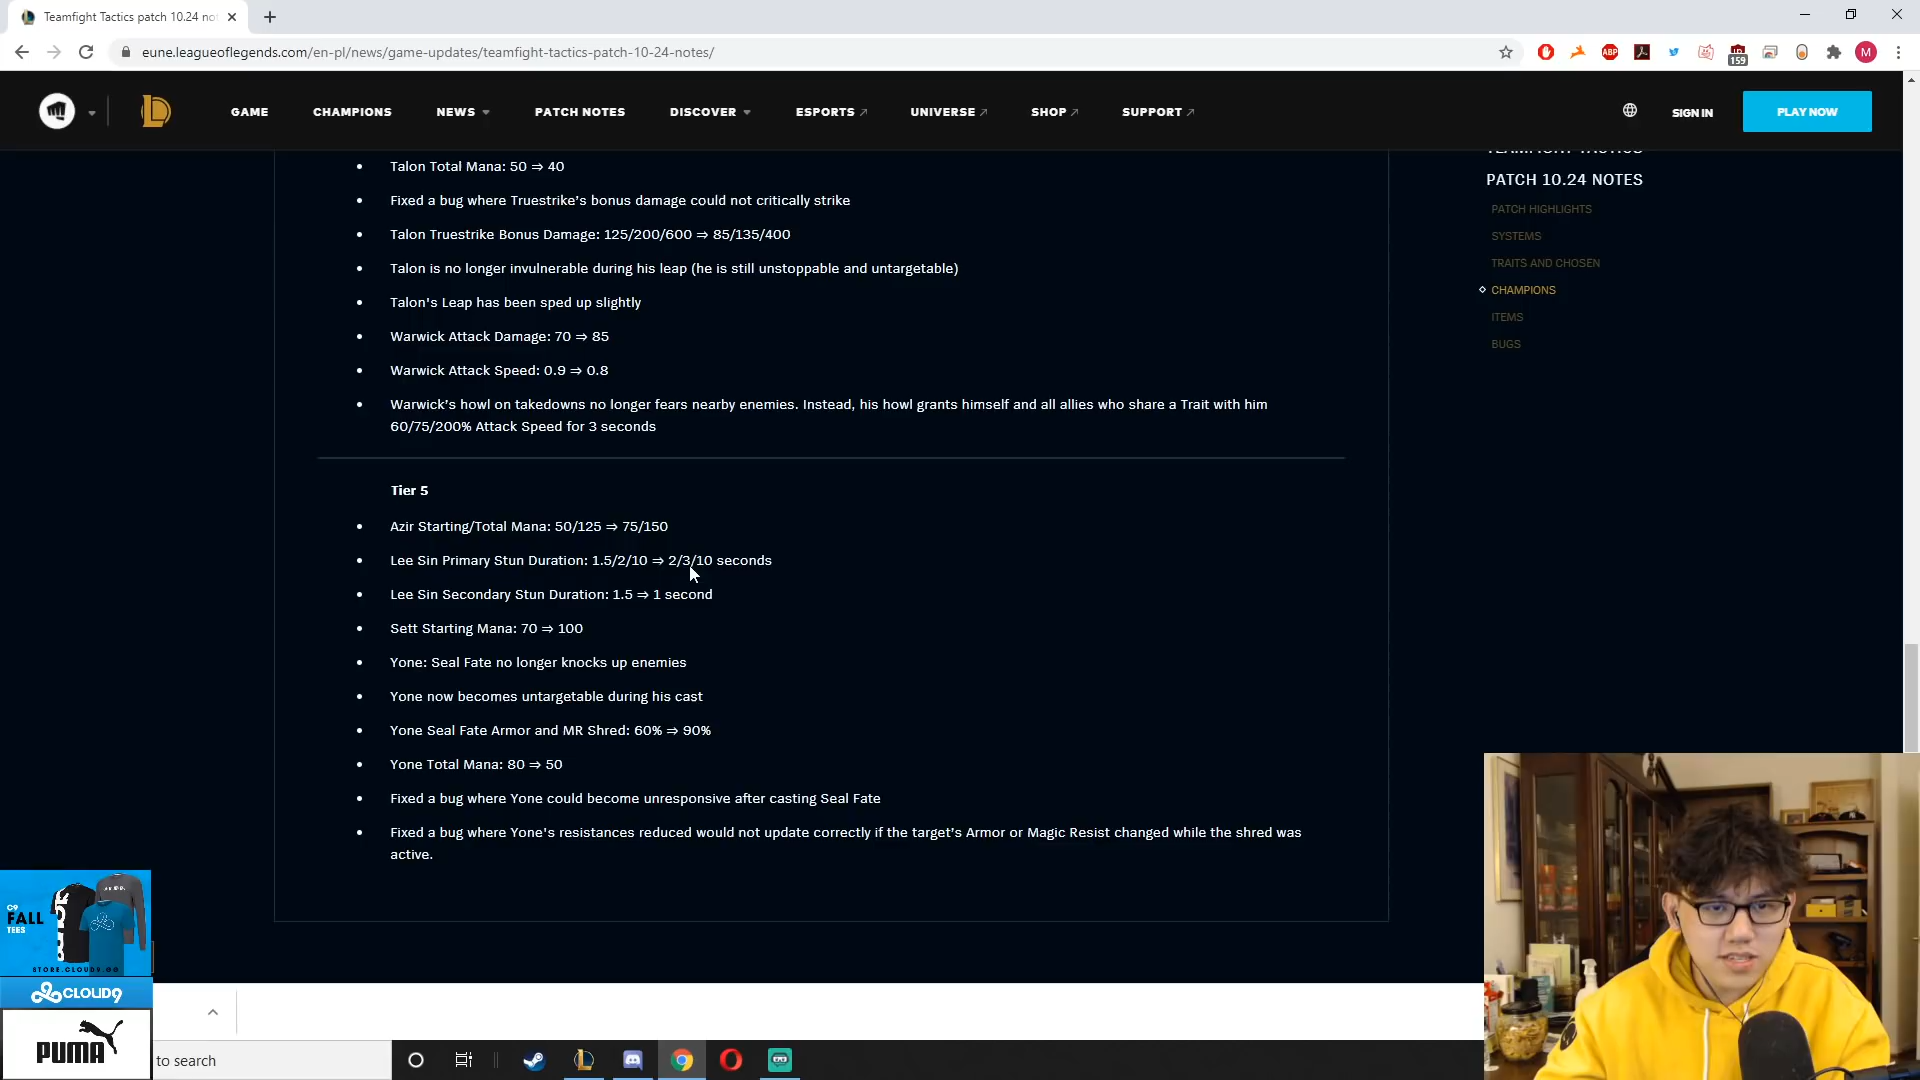 Teamfight Tactics patch 10.24 no
eune.leagueoflegends.com/en-pl/news/game-updates/teamfight-tactics-patch-10-24-notes/
ABP
159
M
GAME
CHAMPIONS
NEWS
PATCH NOTES
DISCOVER
ESPORTS
UNIVERSE
SHOP
SUPPORT
SIGN IN
PLAY NOW
Talon Total Mana: 50 ⇒ 40
Fixed a bug where Truestrike’s bonus damage could not critically strike
Talon Truestrike Bonus Damage: 125/200/600 ⇒ 85/135/400
Talon is no longer invulnerable during his leap (he is still unstoppable and untargetable)
Talon's Leap has been sped up slightly
Warwick Attack Damage: 70 ⇒ 85
Warwick Attack Speed: 0.9 ⇒ 0.8
Warwick’s howl on takedowns no longer fears nearby enemies. Instead, his howl grants himself and all allies who share a Trait with him
60/75/200% Attack Speed for 3 seconds
Tier 5
Azir Starting/Total Mana: 50/125 ⇒ 75/150
Lee Sin Primary Stun Duration: 1.5/2/10 ⇒ 2/3/10 seconds
Lee Sin Secondary Stun Duration: 1.5 ⇒ 1 second
Sett Starting Mana: 70 ⇒ 100
Yone: Seal Fate no longer knocks up enemies
Yone now becomes untargetable during his cast
Yone Seal Fate Armor and MR Shred: 60% ⇒ 90%
Yone Total Mana: 80 ⇒ 50
Fixed a bug where Yone could become unresponsive after casting Seal Fate
Fixed a bug where Yone's resistances reduced would not update correctly if the target’s Armor or Magic Resist changed while the shred was
active.
TEAMFIGHT TACTICS
PATCH 10.24 NOTES
PATCH HIGHLIGHTS
SYSTEMS
TRAITS AND CHOSEN
CHAMPIONS
ITEMS
BUGS
C9
FALL
TEES
STORE.CLOUD9.GG
CLOUD9
PUMA
to search